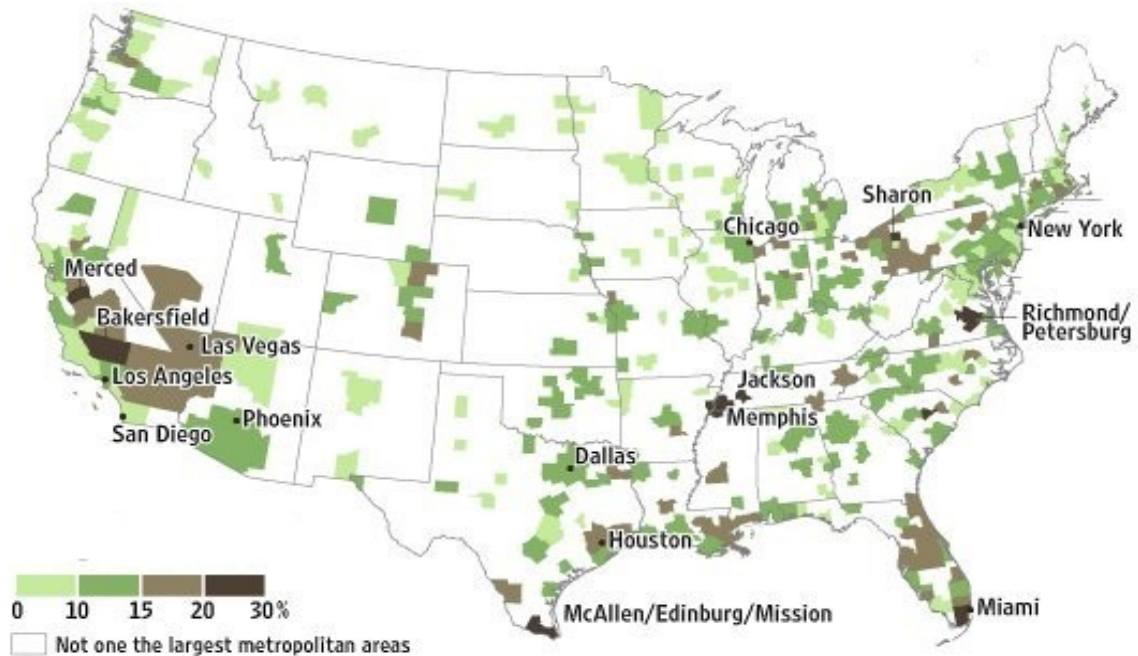 Sharon
Chicago
New York
Merced
Richmond/
Petersburg
Bakersfield
Las Vegas
Los Angeles
Jackson
Memphis
Phoenix
San Diego
Dallas
Houston
McAllen/Edinburg/Mission
Miami
0 10 15 20 30%
Not one the largest metropolitan areas